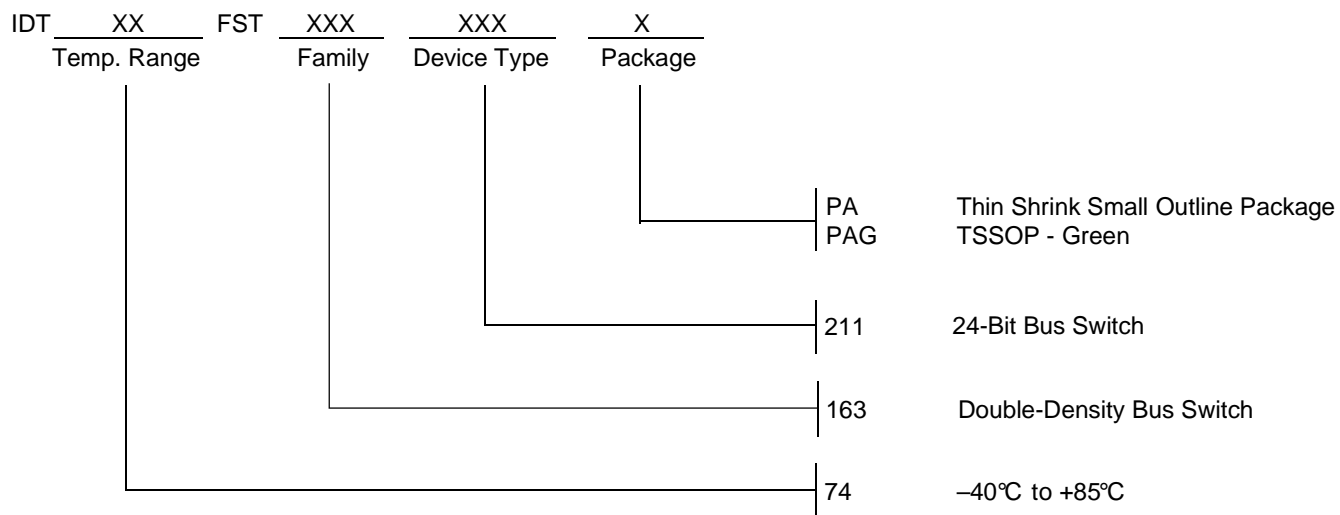 IDT XX FST XXX XXX X
Temp. Range Family Device Type Package
PA Thin Shrink Small Outline Package
PAG TSSOP - Green
211 24-Bit Bus Switch
163 Double-Density Bus Switch
74 –40°C to +85°C